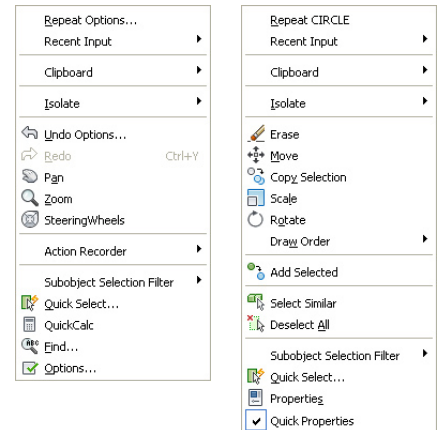 Repeat Options...
Recent Input
Clipboard
Isolate
Undo Options...
Redo Ctrl+Y
Pan
Zoom
SteeringWheels
Action Recorder
Subobject Selection Filter
Quick Select...
QuickCalc
Find...
Options...
Repeat CIRCLE
Recent Input
Clipboard
Isolate
Erase
Move
Copy Selection
Scale
Rotate
Draw Order
Add Selected
Select Similar
Deselect All
Subobject Selection Filter
Quick Select...
Properties
Quick Properties